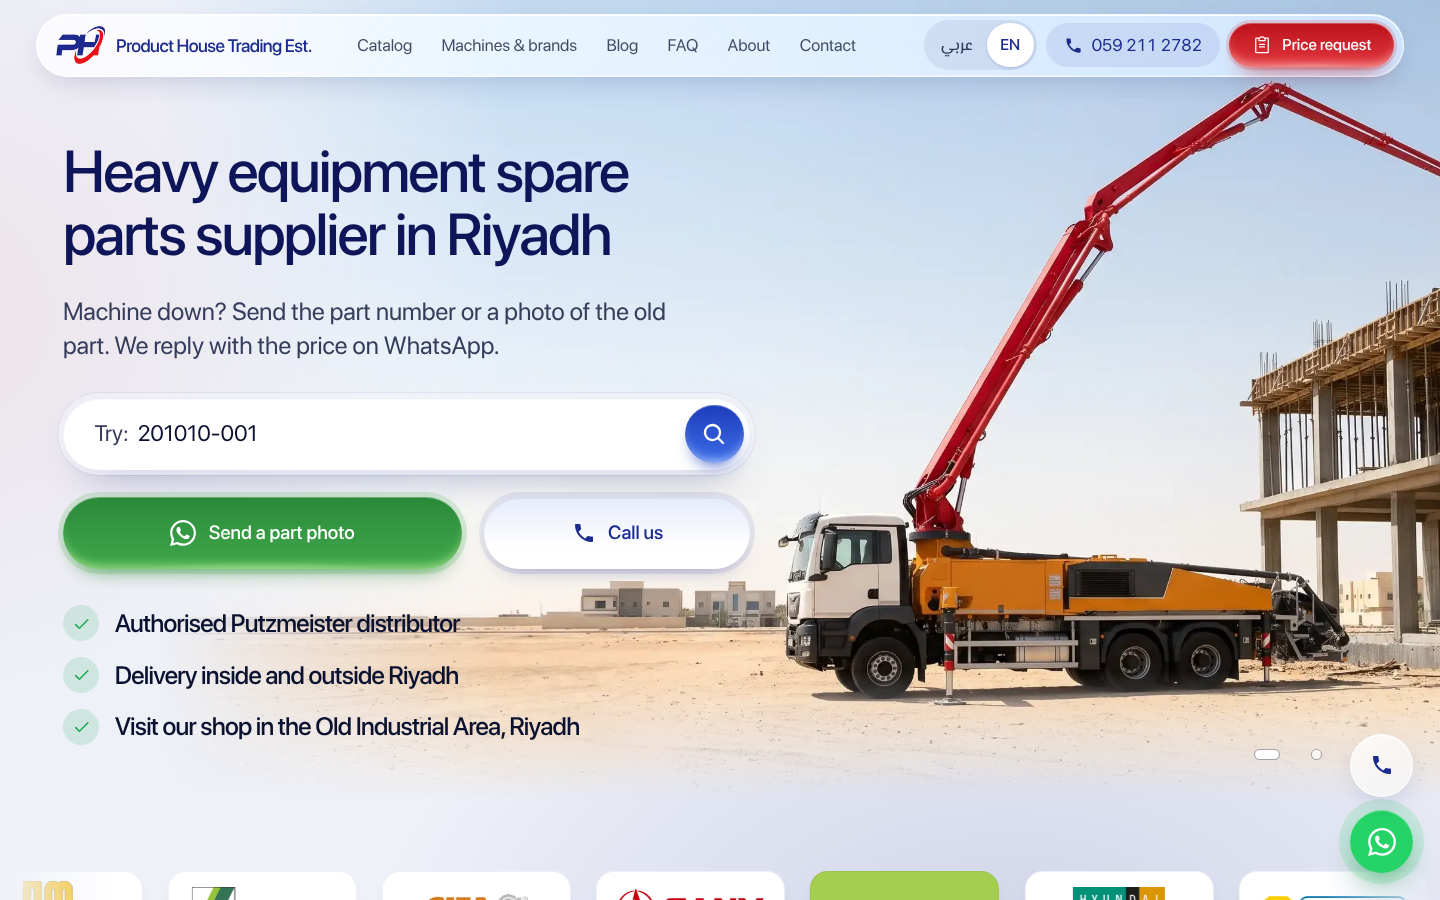 PH Product House Trading Est.
Catalog
Machines & brands
Blog
FAQ
About
Contact
عربي
EN
059 211 2782
Price request
Heavy equipment spare
parts supplier in Riyadh
Machine down? Send the part number or a photo of the old
part. We reply with the price on WhatsApp.
Try: 201010-001
Send a part photo
Call us
Authorised Putzmeister distributor
Delivery inside and outside Riyadh
Visit our shop in the Old Industrial Area, Riyadh
HYUNDAI